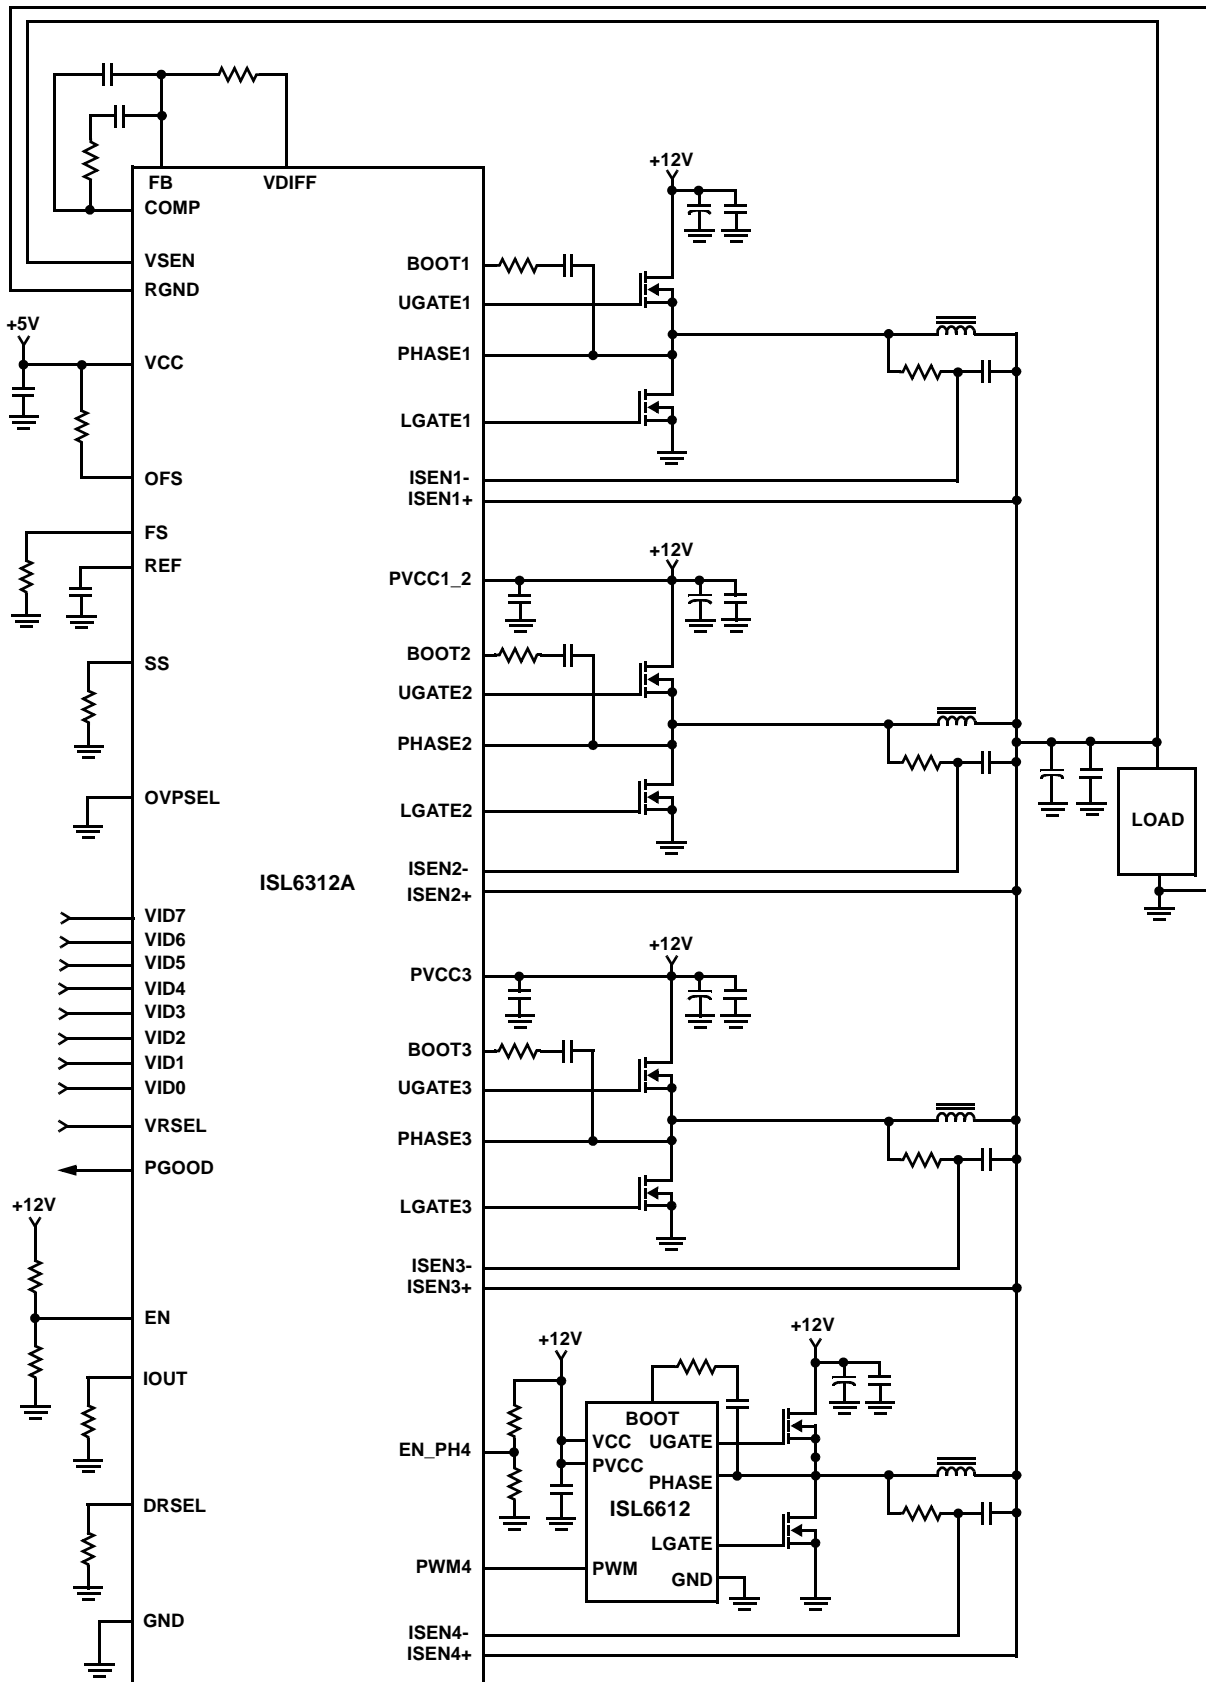 FB
VDIFF
COMP
VSEN
RGND
+5V
VCC
OFS
FS
REF
SS
OVPSEL
ISL6312A
VID7
VID6
VID5
VID4
VID3
VID2
VID1
VID0
VRSEL
PGOOD
+12V
EN
IOUT
DRSEL
GND
+12V
BOOT1
UGATE1
PHASE1
LGATE1
ISEN1-
ISEN1+
+12V
PVCC1_2
BOOT2
UGATE2
PHASE2
LGATE2
ISEN2-
ISEN2+
LOAD
+12V
PVCC3
BOOT3
UGATE3
PHASE3
LGATE3
ISEN3-
ISEN3+
+12V
+12V
EN_PH4
BOOT
VCC
UGATE
PVCC
PHASE
ISL6612
LGATE
PWM4
PWM
GND
ISEN4-
ISEN4+